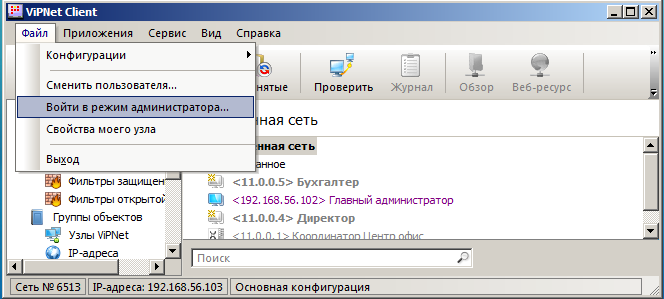 ViPNet Client
Файл Приложения Сервис Вид Справка
Конфигурации
Сменить пользователя...
Войти в режим администратора...
Свойства моего узла
Выход
нятые Проверить Журнал Обзор Веб-ресурс
нная сеть
енная сеть
анное
<11.0.0.5> Бухгалтер
<192.168.56.102> Главный администратор
<11.0.0.4> Директор
<11.0.0.1> Координатор Центр офис
Фильтры защищен
Фильтры открытой
Группы объектов
Узлы ViPNet
IP-адреса
Поиск
Сеть № 6513 IP-адреса: 192.168.56.103 Основная конфигурация